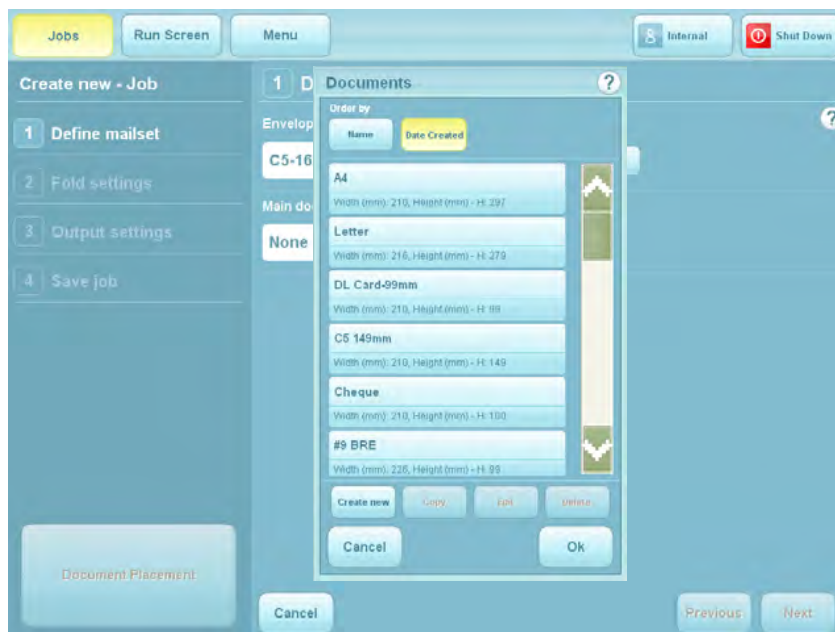 Jobs
Run Screen
Menu
Internal
Shut Down
Create new - Job
1 D
Documents
?
Order by
Name
Date Created
1 Define mailset
Envelop
?
C5-16
A4
Width (mm): 210, Height (mm) - H: 297
2 Fold settings
Main do
3 Output settings
None
Letter
Width (mm): 216, Height (mm) - H: 279
4 Save job
DL Card-99mm
Width (mm): 210, Height (mm) - H: 99
C5 149mm
Width (mm): 210, Height (mm) - H: 149
Cheque
Width (mm): 210, Height (mm) - H: 100
#9 BRE
Width (mm): 226, Height (mm) - H: 99
Create new
Copy
Edit
Delete
Cancel
Ok
Document Placement
Cancel
Previous
Next